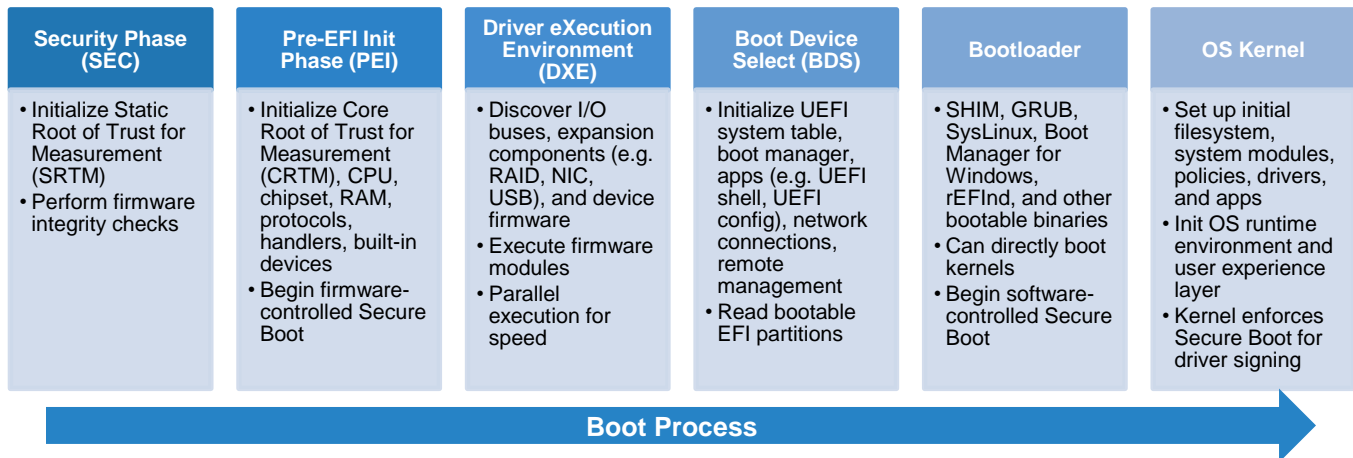 Security Phase
(SEC)
• Initialize Static
Root of Trust for
Measurement
(SRTM)
• Perform firmware
integrity checks
Pre-EFI Init
Phase (PEI)
• Initialize Core
Root of Trust for
Measurement
(CRTM), CPU,
chipset, RAM,
protocols,
handlers, built-in
devices
• Begin firmware-
controlled Secure
Boot
Driver eXecution
Environment
(DXE)
• Discover I/O
buses, expansion
components (e.g.
RAID, NIC,
USB), and device
firmware
• Execute firmware
modules
• Parallel
execution for
speed
Boot Device
Select (BDS)
• Initialize UEFI
system table,
boot manager,
apps (e.g. UEFI
shell, UEFI
config), network
connections,
remote
management
• Read bootable
EFI partitions
Bootloader
• SHIM, GRUB,
SysLinux, Boot
Manager for
Windows,
rEFInd, and other
bootable binaries
• Can directly boot
kernels
• Begin software-
controlled Secure
Boot
OS Kernel
• Set up initial
filesystem,
system modules,
policies, drivers,
and apps
• Init OS runtime
environment and
user experience
layer
• Kernel enforces
Secure Boot for
driver signing
Boot Process